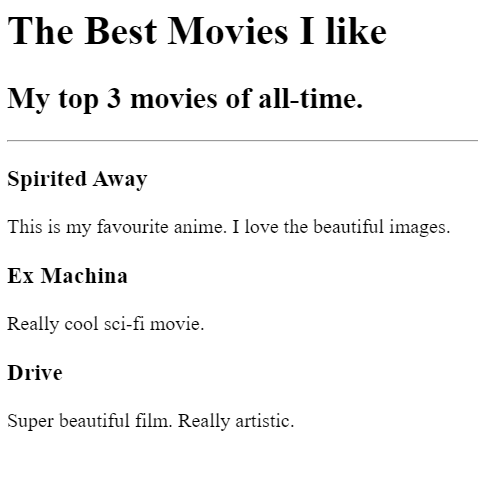 The Best Movies I like
My top 3 movies of all-time.
Spirited Away
This is my favourite anime. I love the beautiful images.
Ex Machina
Really cool sci-fi movie.
Drive
Super beautiful film. Really artistic.